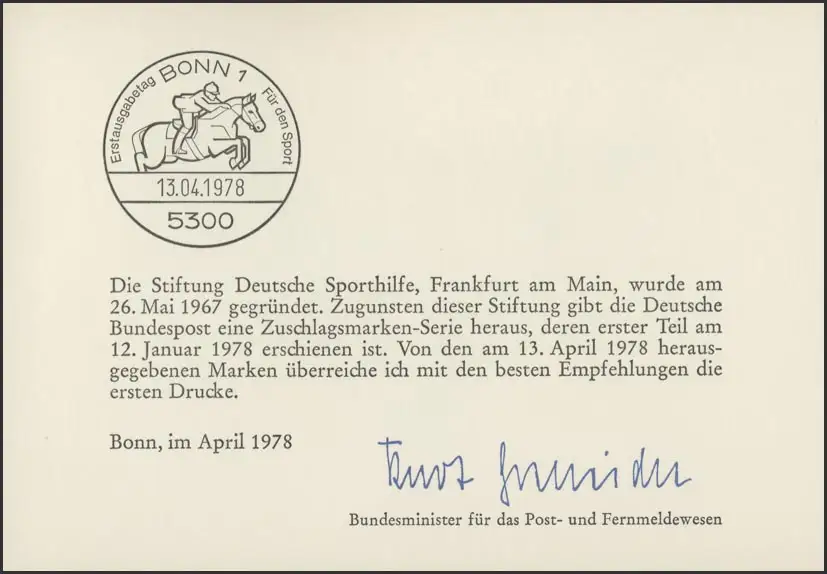 BONN 1
Erstausgabetag
Für den Sport
13.04.1978
5300
Die Stiftung Deutsche Sporthilfe, Frankfurt am Main, wurde am
26. Mai 1967 gegründet. Zugunsten dieser Stiftung gibt die Deutsche
Bundespost eine Zuschlagsmarken-Serie heraus, deren erster Teil am
12. Januar 1978 erschienen ist. Von den am 13. April 1978 heraus-
gegebenen Marken überreiche ich mit den besten Empfehlungen die
ersten Drucke.
Bonn, im April 1978
Kurt
Bundesminister für das Post- und Fernmeldewesen